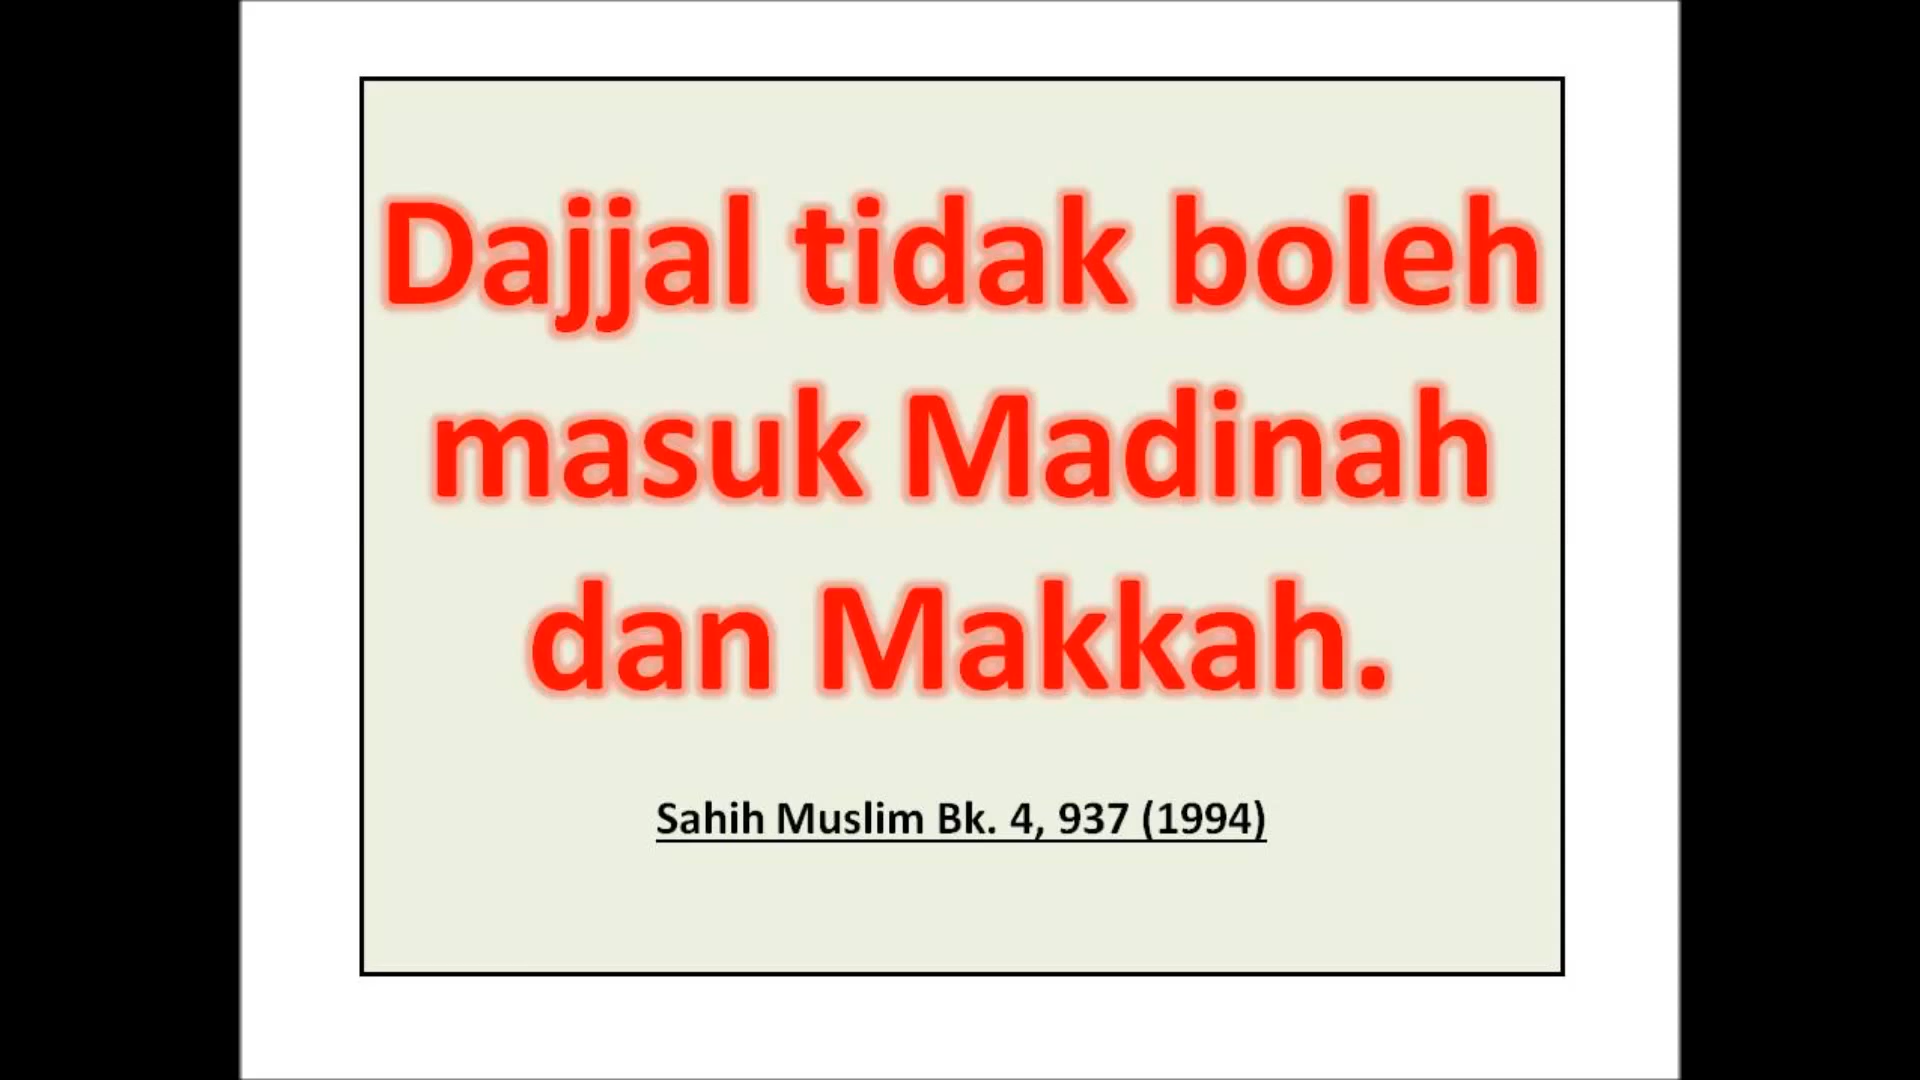 Dajjal tidak boleh
masuk Madinah
dan Makkah.
Sahih Muslim Bk. 4, 937 (1994)